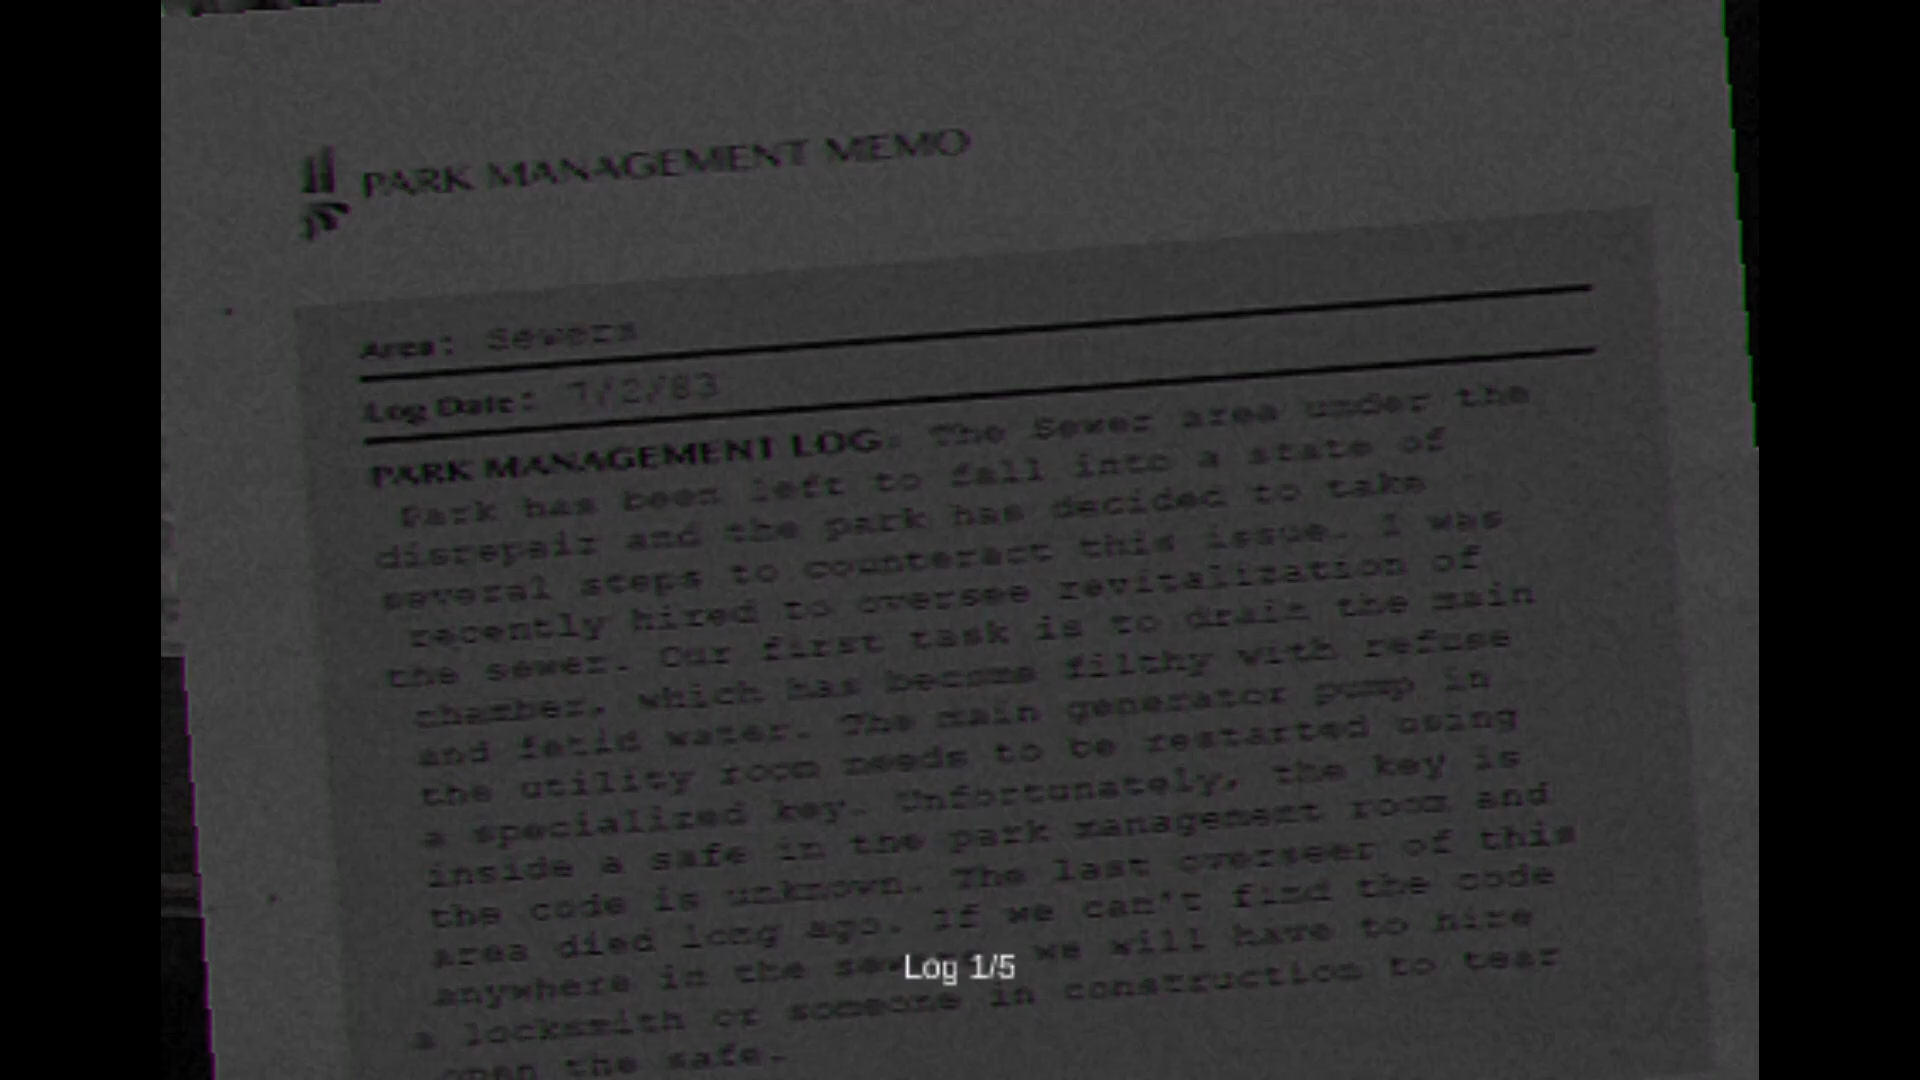 PARK MANAGEMENT MEMO
Area: Sewers
Log Date: 7/2/83
PARK MANAGEMENT LOG: The Sewer area under the
Park has been left to fall into a state of
disrepair and the park has decided to take
several steps to counteract this issue. I was
recently hired to oversee revitalization of
the sewer. Our first task is to drain the main
chamber, which has become filthy with refuse
and fetid water. The main generator pump in
the utility room needs to be restarted using
a specialized key. Unfortunately, the key is
inside a safe in the park management room and
the code is unknown. The last overseer of this
area died long ago. If we can't find the code
anywhere in the we will have to hire
a locksmith or someone in construction to tear
open the safe.
Log 1/5